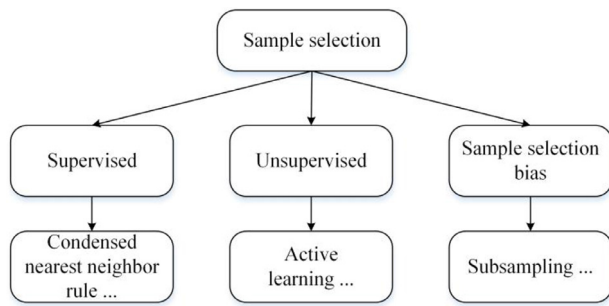 Sample selection
Supervised
Unsupervised
Sample selection
bias
Condensed
nearest neighbor
rule ...
Active
learning ...
Subsampling ...